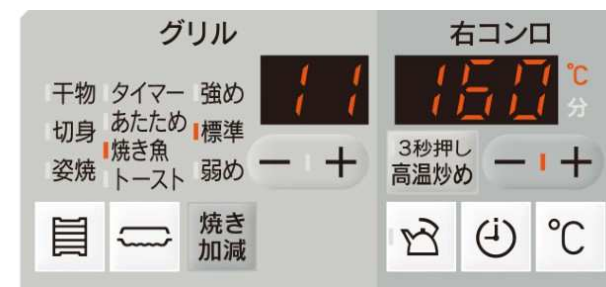 グリル
干物
切身
姿焼
タイマー
あたため
焼き魚
トースト
強め
標準
弱め
11
− +
焼き
加減
右コンロ
160 ℃
分
3秒押し
高温炒め
− +
℃